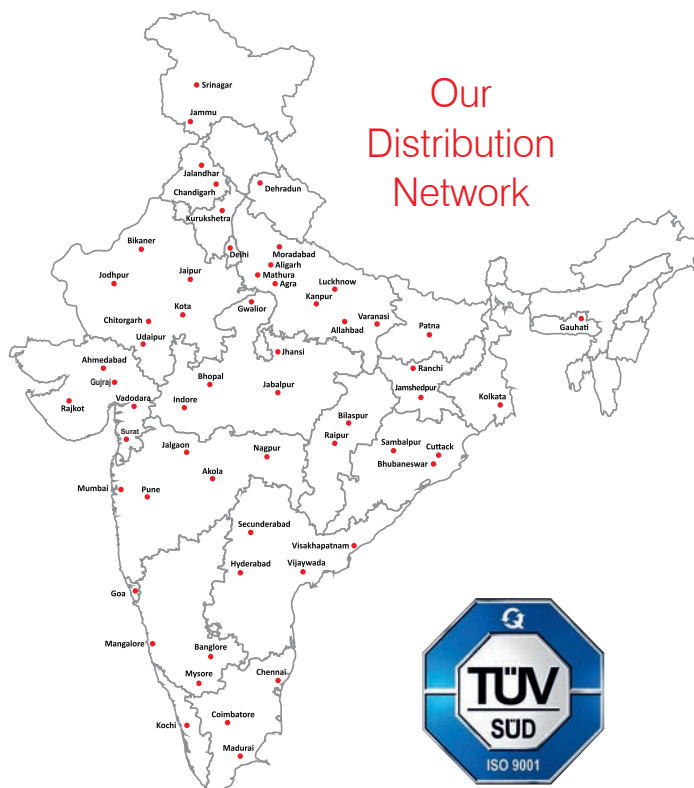 Our
Distribution
Network
Srinagar
Jammu
Jalandhar
Chandigarh
Dehradun
Kurukshetra
Bikaner
Delhi
Moradabad
Aligarh
Jodhpur
Jaipur
Mathura
Luckhnow
Agra
Kanpur
Gwalior
Kota
Chitorgarh
Varanasi
Allahbad
Patna
Gauhati
Udaipur
Jhansi
Ahmedabad
Ranchi
Gujraj
Bhopal
Jabalpur
Jamshedpur
Kolkata
Vadodara
Rajkot
Indore
Bilaspur
Surat
Raipur
Jalgaon
Nagpur
Sambalpur
Cuttack
Bhubaneswar
Akola
Mumbai
Pune
Secunderabad
Visakhapatnam
Hyderabad
Vijaywada
Goa
Mangalore
Banglore
Mysore
Chennai
Coimbatore
Kochi
Madurai
TÜV
SÜD
ISO 9001